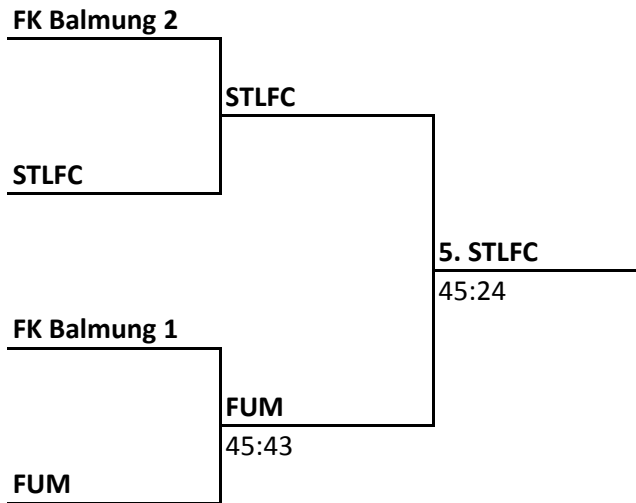 FK Balmung 2
STLFC
STLFC
5. STLFC
45:24
FK Balmung 1
FUM
45:43
FUM